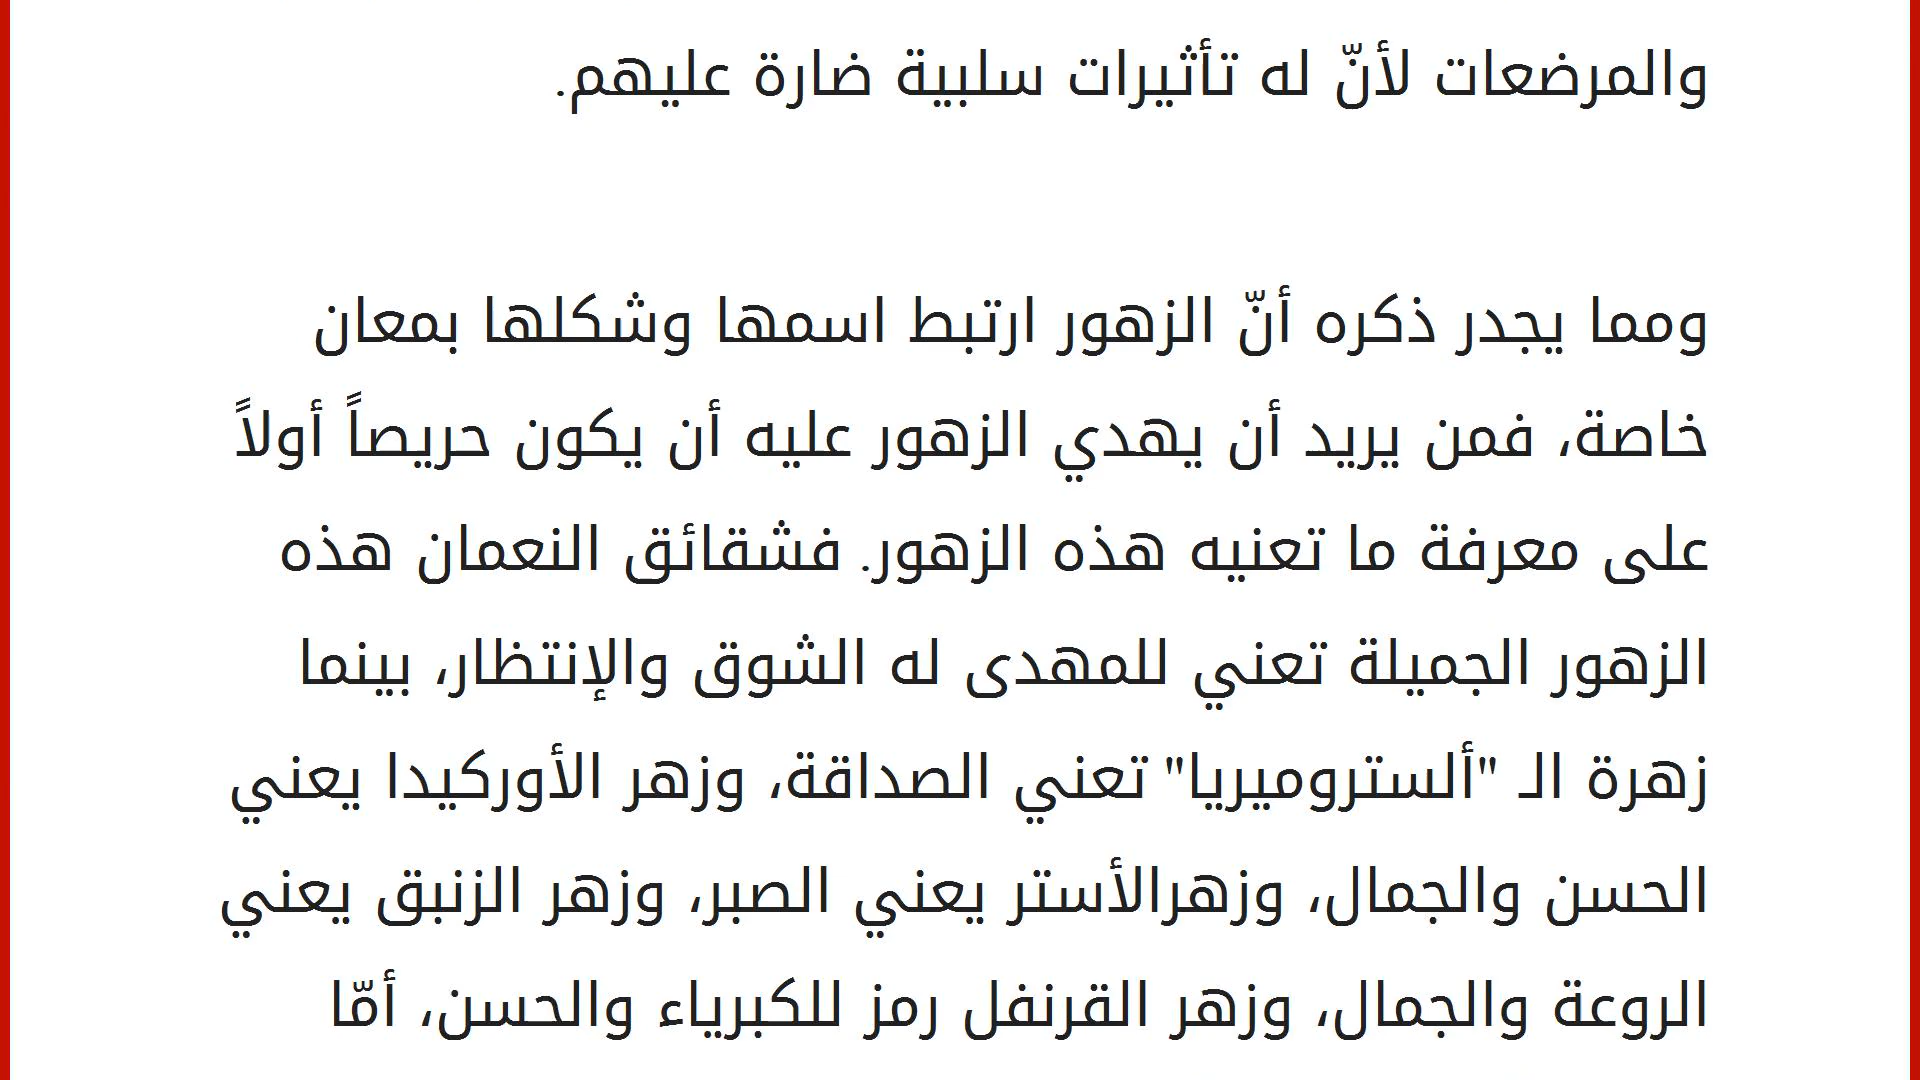 والمرضعات لأنّ له تأثيرات سلبية ضارة عليهم.
ومما يجدر ذكره أنّ الزهور ارتبط اسمها وشكلها بمعان
خاصة، فمن يريد أن يهدي الزهور عليه أن يكون حريصاً أولاً
على معرفة ما تعنيه هذه الزهور. فشقائق النعمان هذه
الزهور الجميلة تعني للمهدى له الشوق والإنتظار، بينما
زهرة الـ "ألستروميريا" تعني الصداقة، وزهر الأوركيدا يعني
الحسن والجمال، وزهرالأستر يعني الصبر، وزهر الزنبق يعني
الروعة والجمال، وزهر القرنفل رمز للكبرياء والحسن، أمّا